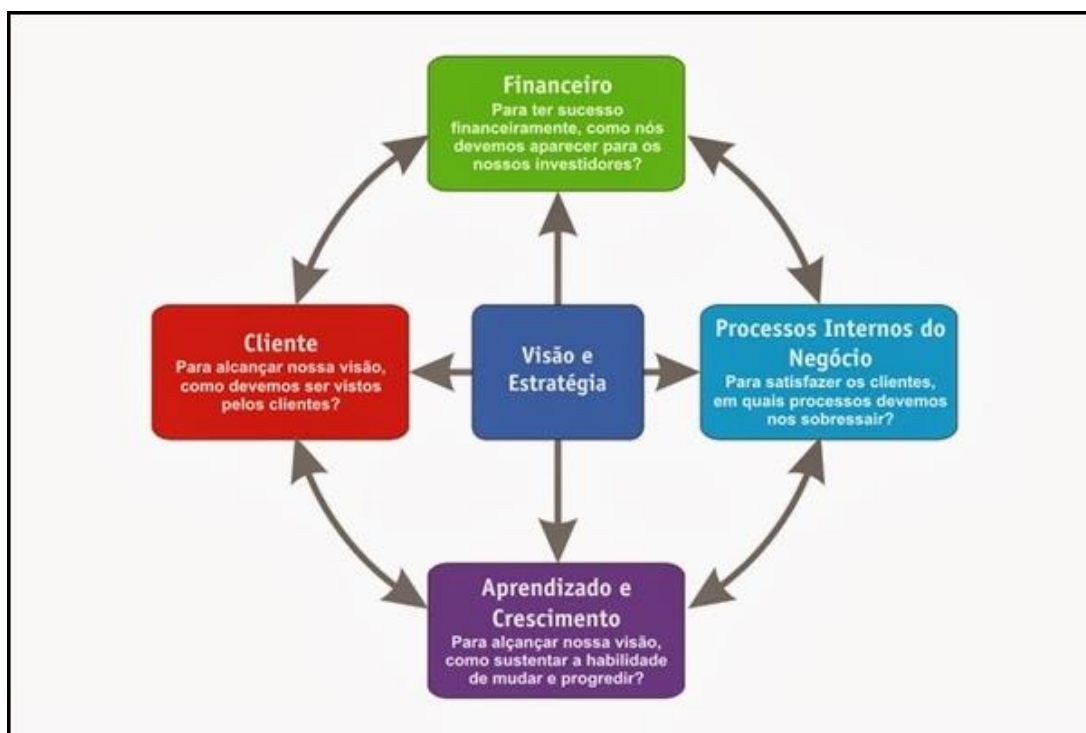 Financeiro
Para ter sucesso
financeiramente, como nós
devemos aparecer para os
nossos investidores?
Cliente
Para alcançar nossa visão,
como devemos ser vistos
pelos clientes?
Visão e
Estratégia
Processos Internos do
Negócio
Para satisfazer os clientes,
em quais processos devemos
nos sobressair?
Aprendizado e
Crescimento
Para alçançar nossa visão,
como sustentar a habilidade
de mudar e progredir?